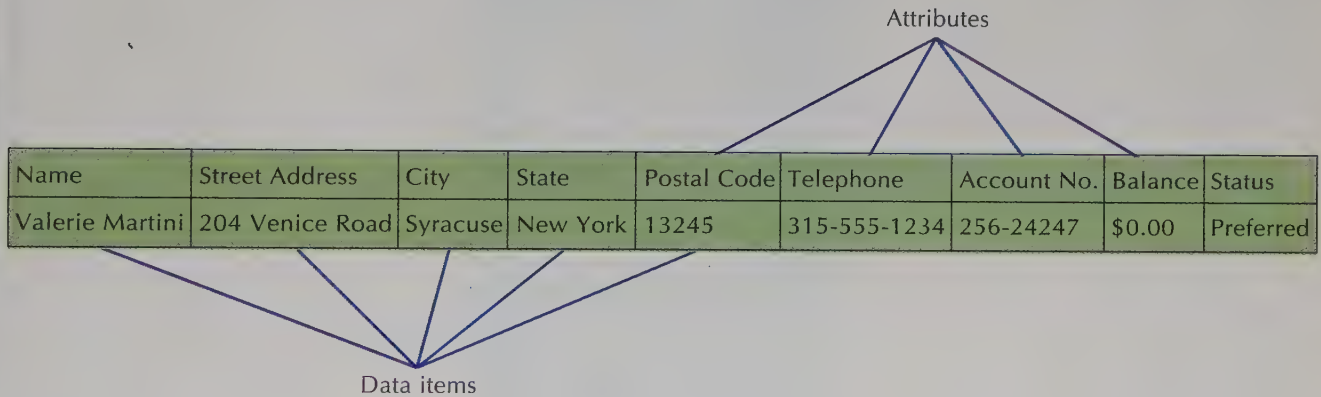 Attributes
Name Street Address City State Postal Code Telephone Account No. Balance Status
Valerie Martini 204 Venice Road Syracuse New York 13245 315-555-1234 256-24247 $0.00 Preferred
Data items